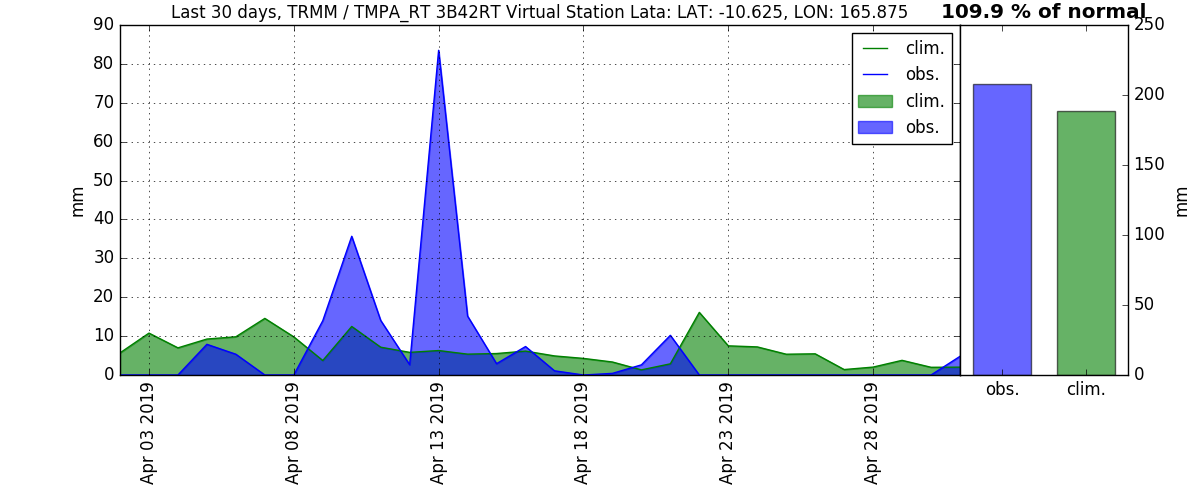 Last 30 days, TRMM / TMPA_RT 3B42RT Virtual Station Lata: LAT: -10.625, LON: 165.875
109.9 % of normal
90
80
70
60
50
40
30
20
10
0
mm
clim.
obs.
clim.
obs.
250
200
150
100
50
0
mm
Apr 03 2019
Apr 08 2019
Apr 13 2019
Apr 18 2019
Apr 23 2019
Apr 28 2019
obs.
clim.